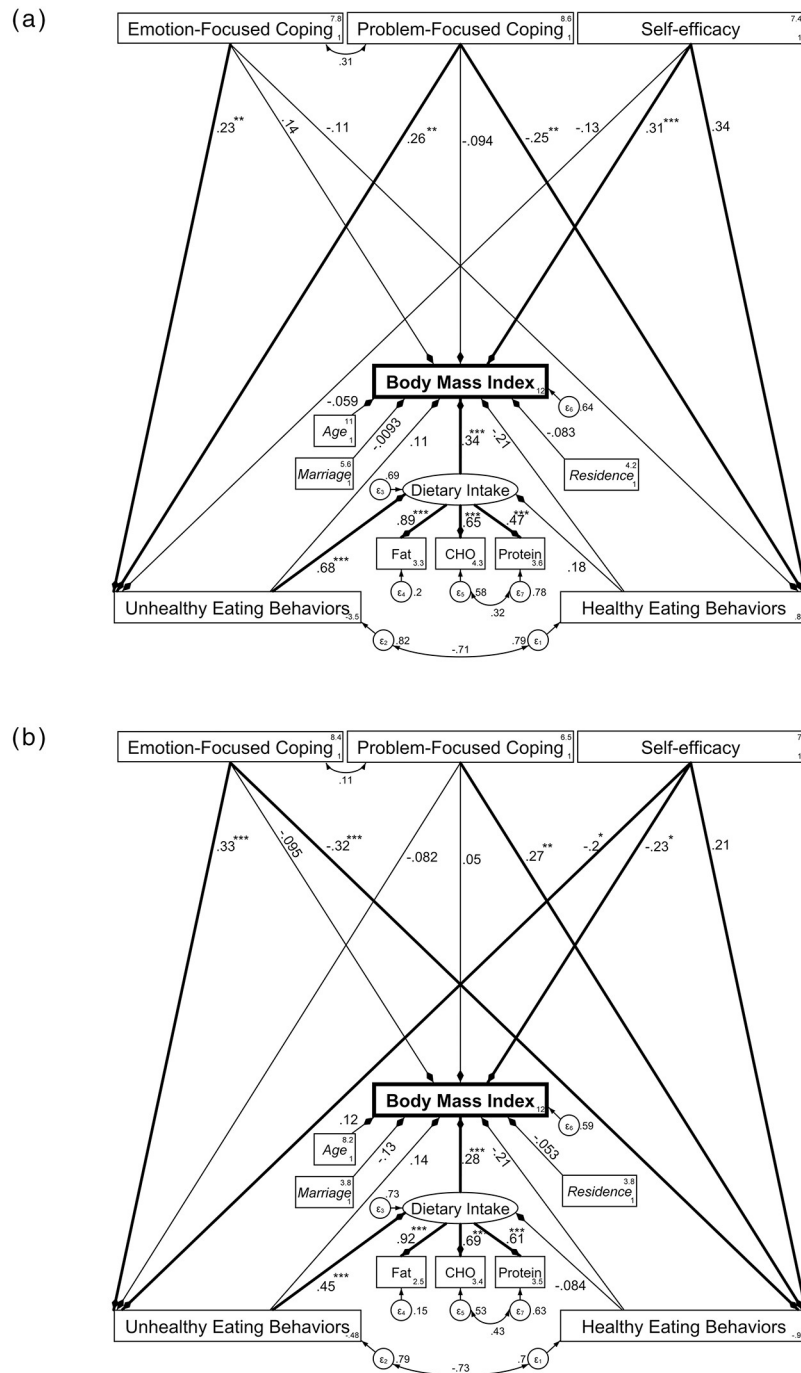 (a)
Emotion-Focused Coping 7.8 1
Problem-Focused Coping 8.6 1
Self-efficacy 7.4 1
.31
.23**
.14
-.11
.26**
-.094
-.25**
-.13
.31***
.34
Body Mass Index 12
ε₆ .64
-.059
Age 11 1
-.0093
Marriage 5.6 1
.11
.34***
-.21
-.083
Residence 4.2 1
ε₃ .69
Dietary Intake
.89***
.65***
.47***
.68***
.18
Fat 3.3
CHO 4.3
Protein 3.6
ε₄ .2
ε₅ .58
ε₇ .78
.32
Unhealthy Eating Behaviors -3.5
Healthy Eating Behaviors .8
ε₂ .82
-.71
.79 ε₁
(b)
Emotion-Focused Coping 8.4 1
Problem-Focused Coping 6.5 1
Self-efficacy 7. 1
.11
.33***
-.095
-.32***
-.082
.05
.27**
-.2*
-.23*
.21
Body Mass Index 12
ε₆ .59
.12
Age 8.2 1
-.13
Marriage 3.8 1
.14
.28***
-.21
-.053
Residence 3.8 1
ε₃ .73
Dietary Intake
.92***
.69***
.61***
.45***
-.084
Fat 2.5
CHO 3.4
Protein 3.5
ε₄ .15
ε₅ .53
ε₇ .63
.43
Unhealthy Eating Behaviors -.48
Healthy Eating Behaviors -.9
ε₂ .79
-.73
.7 ε₁